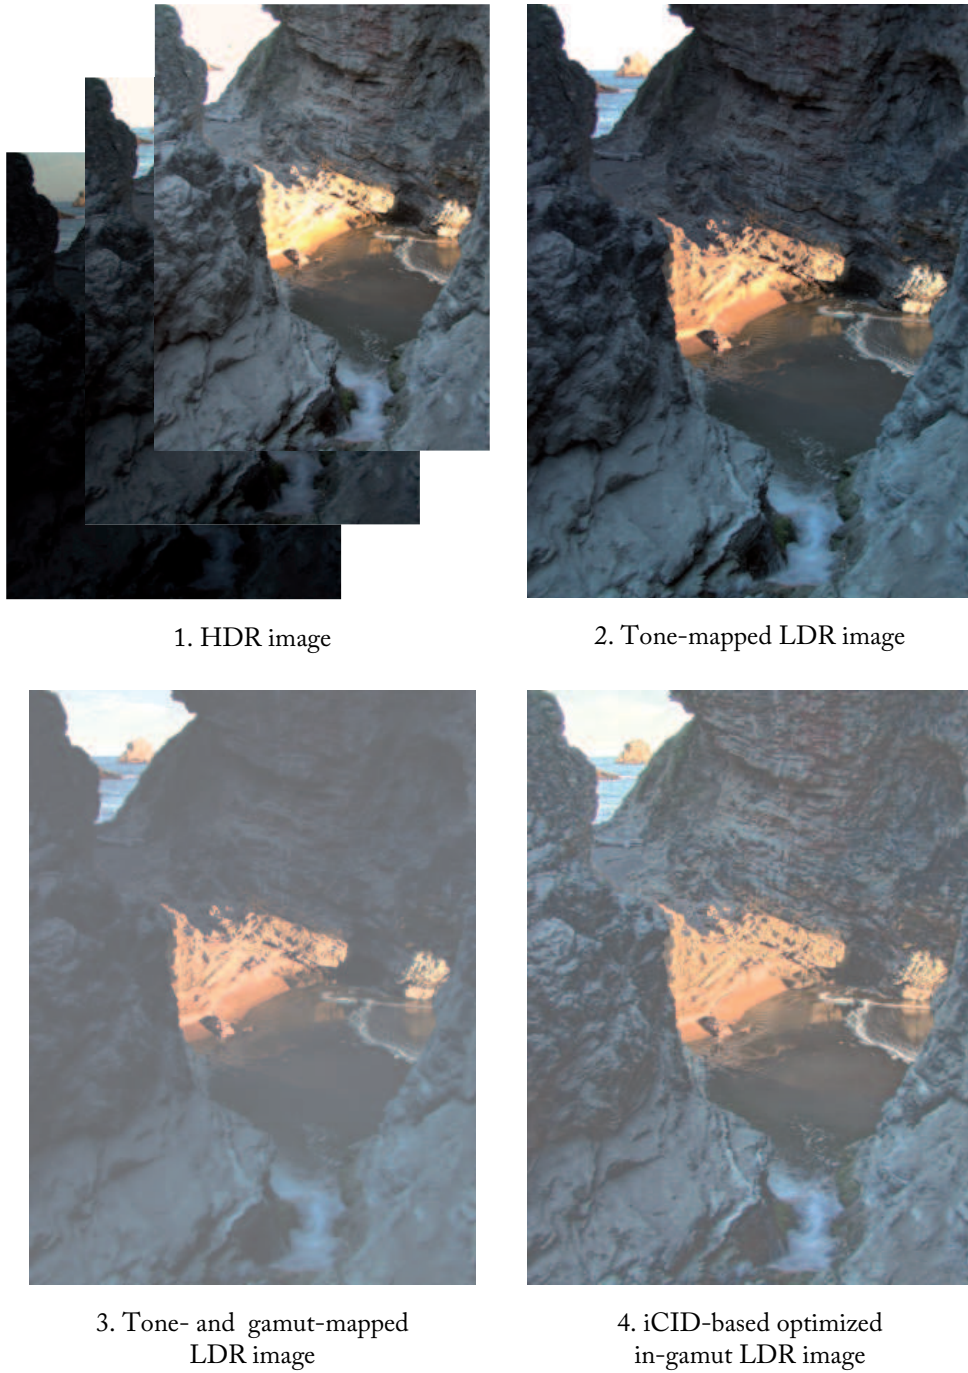 1. HDR image
2. Tone-mapped LDR image
3. Tone- and gamut-mapped
LDR image
4. iCID-based optimized
in-gamut LDR image